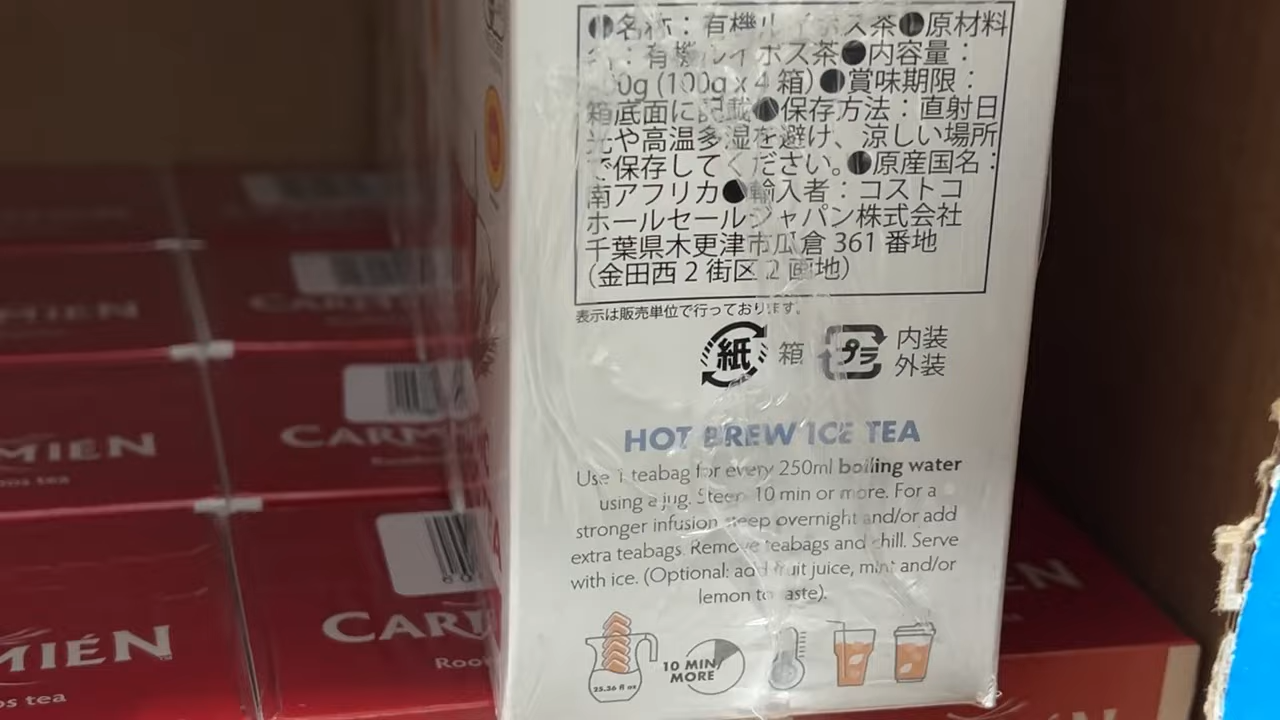 ●名称：有機ルイボス茶●原材料
名：有機ルイボス茶●内容量：
(100g x 4 箱)●賞味期限：
箱底面に記載●保存方法：直射日
光や高温多湿を避け、涼しい場所
で保存してください。●原産国名：
南アフリカ●輸入者：コストコ
ホールセールジャパン株式会社
千葉県木更津市瓜倉 361 番地
（金田西 2 街区 2 画地）
表示は販売単位で行っております。
紙 箱 プラ 内装
外装
HOT BREW ICE TEA
Use 1 teabag for every 250ml boiling water
using a jug. Steep 10 min or more. For a
stronger infusion steep overnight and/or add
extra teabags. Remove teabags and chill. Serve
with ice. (Optional: add fruit juice, mint and/or
lemon to taste).
25.36 fl oz
10 MIN/
MORE
MIÉN
CARM
MIÉN
os tea
CAR
Roo